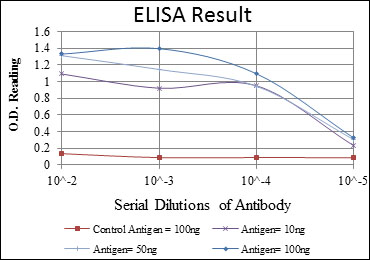 ELISA Result
O.D. Reading
1.6
1.4
1.2
1
0.8
0.6
0.4
0.2
0
10^-2 10^-3 10^-4 10^-5
Serial Dilutions of Antibody
Control Antigen = 100ng Antigen= 10ng
Antigen= 50ng Antigen= 100ng